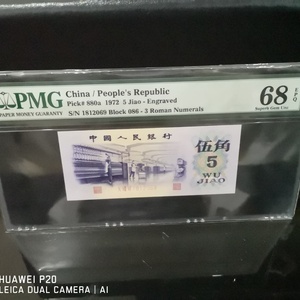 PMG
PAPER MONEY GUARANTY
China / People's Republic
Pick# 880a 1972 5 Jiao - Engraved
S/N 1812069 Block 086 - 3 Roman Numerals
68 EPQ
Superb Gem Unc
中國人民銀行
伍角
5
WU
JIAO
HUAWEI P20
LEICA DUAL CAMERA | AI